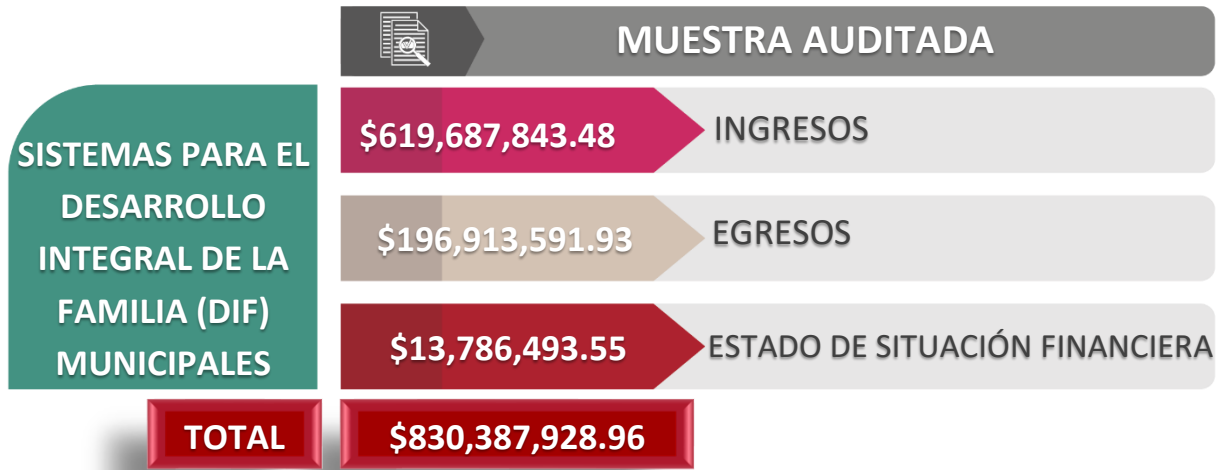 MUESTRA AUDITADA
SISTEMAS PARA EL
DESARROLLO
INTEGRAL DE LA
FAMILIA (DIF)
MUNICIPALES
$619,687,843.48 INGRESOS
$196,913,591.93 EGRESOS
$13,786,493.55 ESTADO DE SITUACIÓN FINANCIERA
TOTAL $830,387,928.96